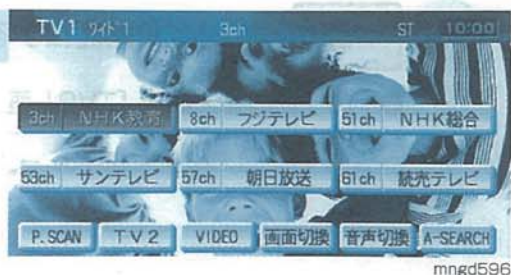 TV1 ワイド1 3ch ST 10:00
3ch NHK教育 8ch フジテレビ 51ch NHK総合
53ch サンテレビ 57ch 朝日放送 61ch 読売テレビ
P.SCAN TV2 VIDEO 画面切換 音声切換 A-SEARCH
mngd596